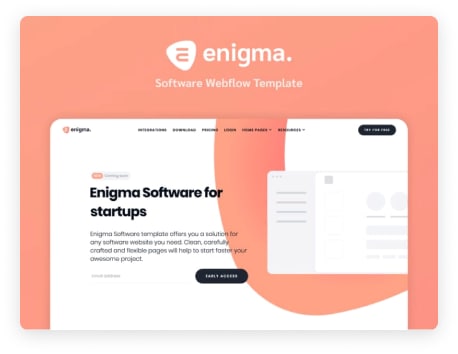 enigma.
Software Webflow Template
enigma.
INTEGRATIONS DOWNLOAD PRICING LOGIN ITEMS PAGES RESOURCES TRY FOR FREE
Coming soon
Enigma Software for
startups
Enigma Software template offers you a solution for
any software website you need. Clean, carefully
crafted and flexible pages will help to start faster your
awesome project.
Email address
EARLY ACCESS